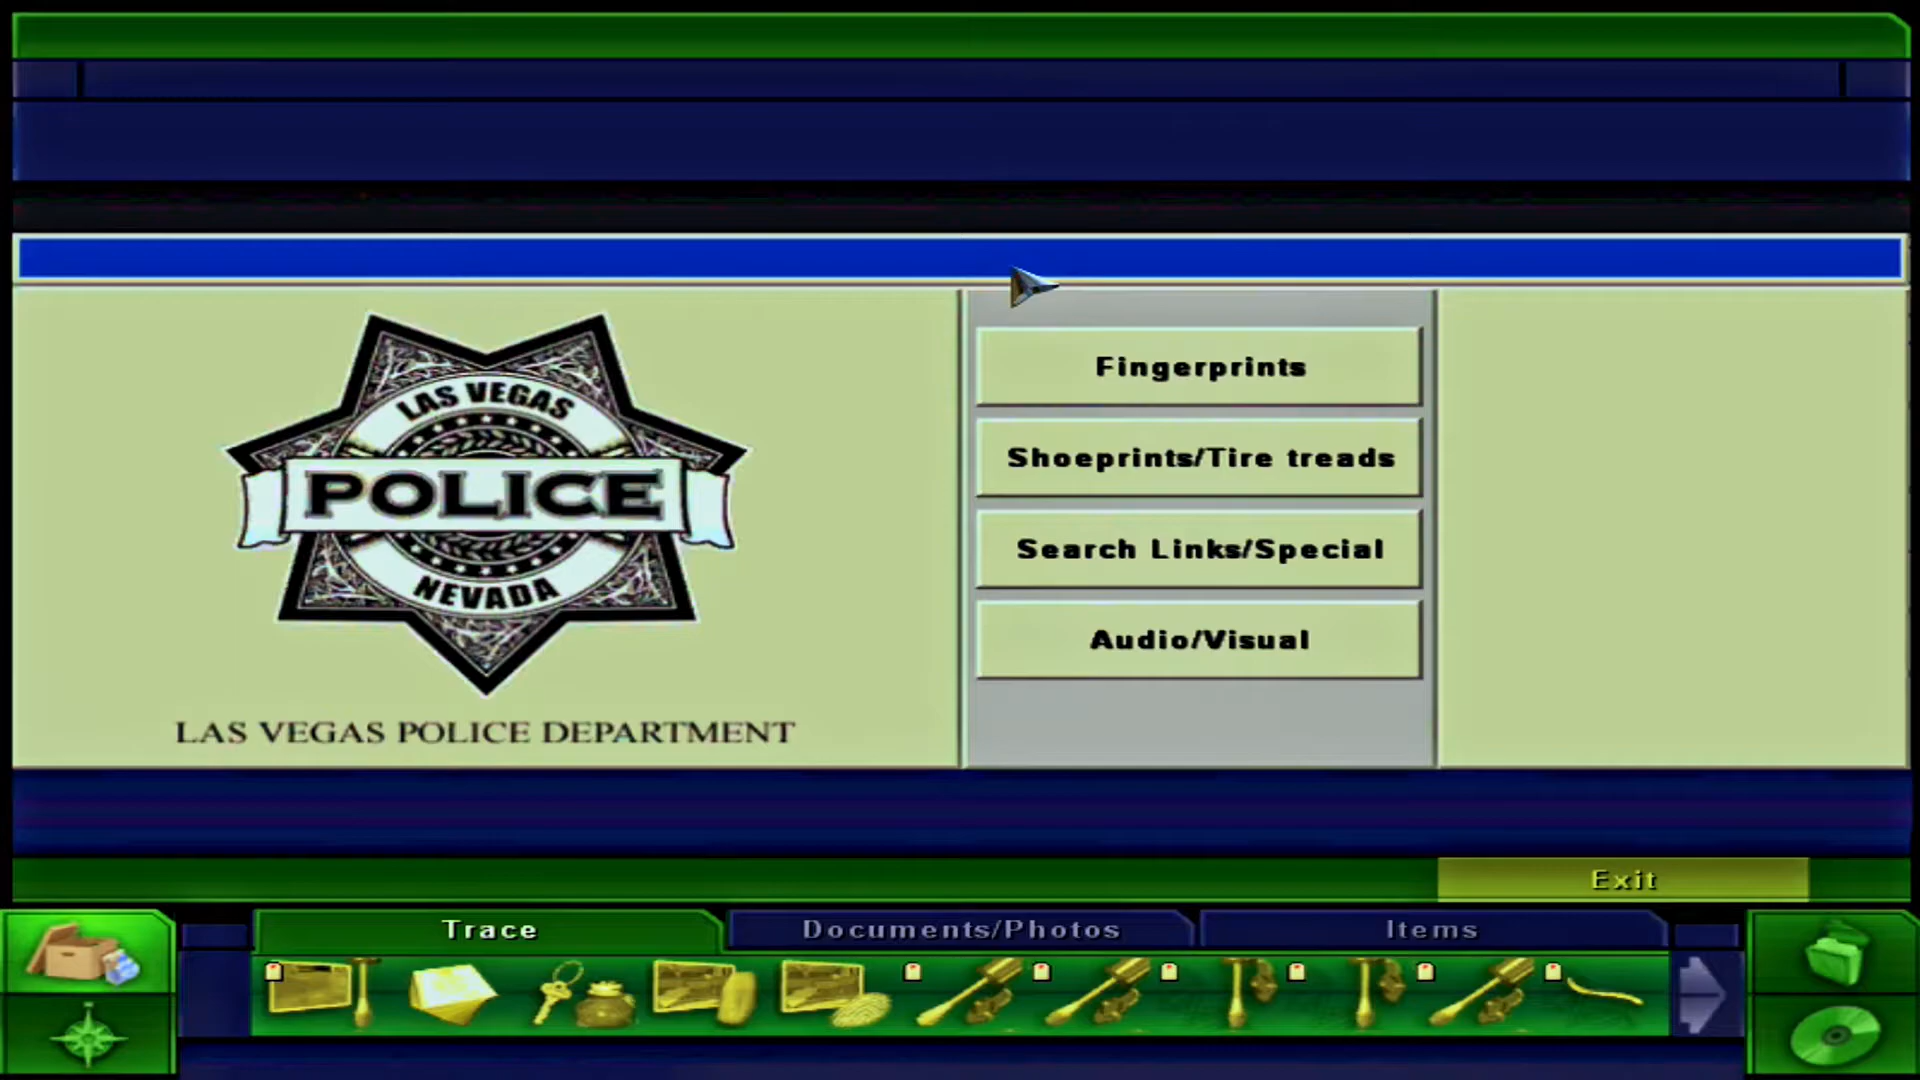 LAS VEGAS
POLICE
NEVADA
LAS VEGAS POLICE DEPARTMENT
Fingerprints
Shoeprints/Tire treads
Search Links/Special
Audio/Visual
Exit
Trace
Documents/Photos
Items